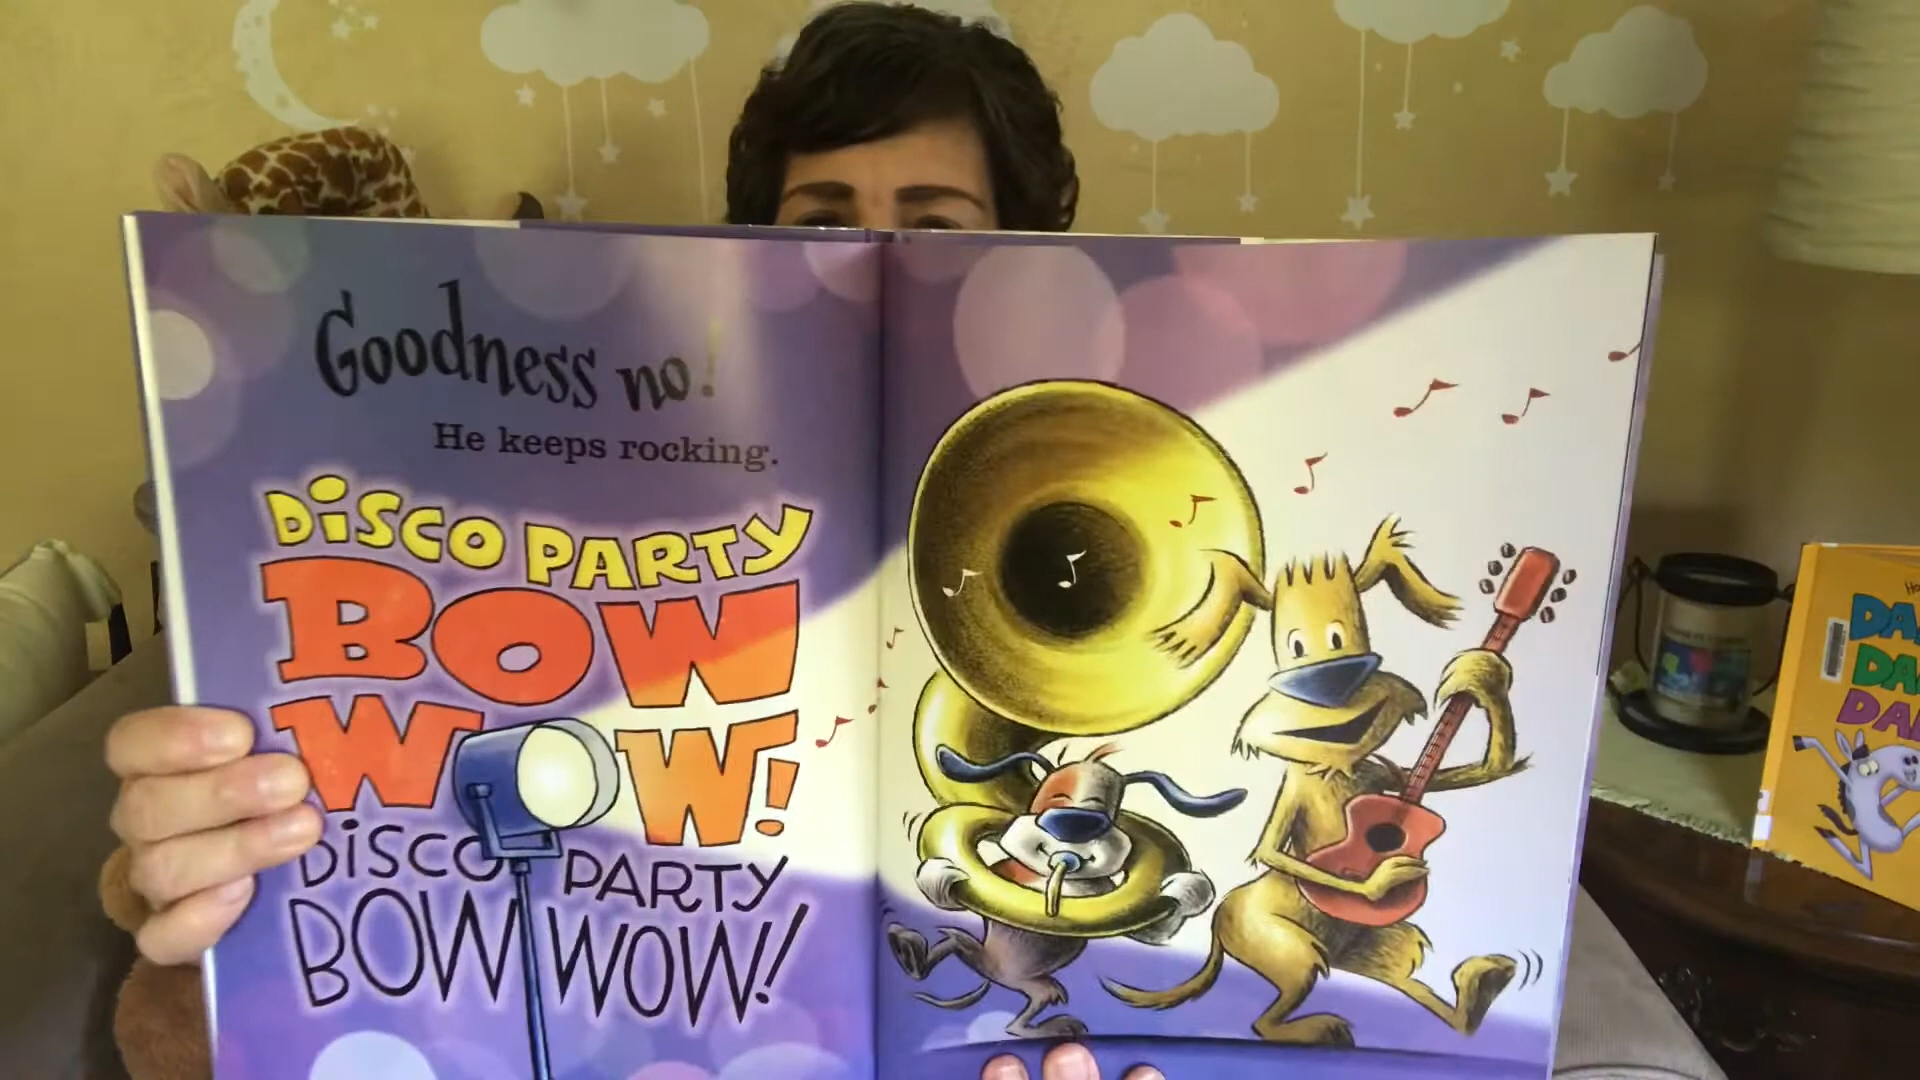 Goodness no!
He keeps rocking.
DiSCO PARTY
BOW
WOW!
DiSCO PARTY
BOW WOW!